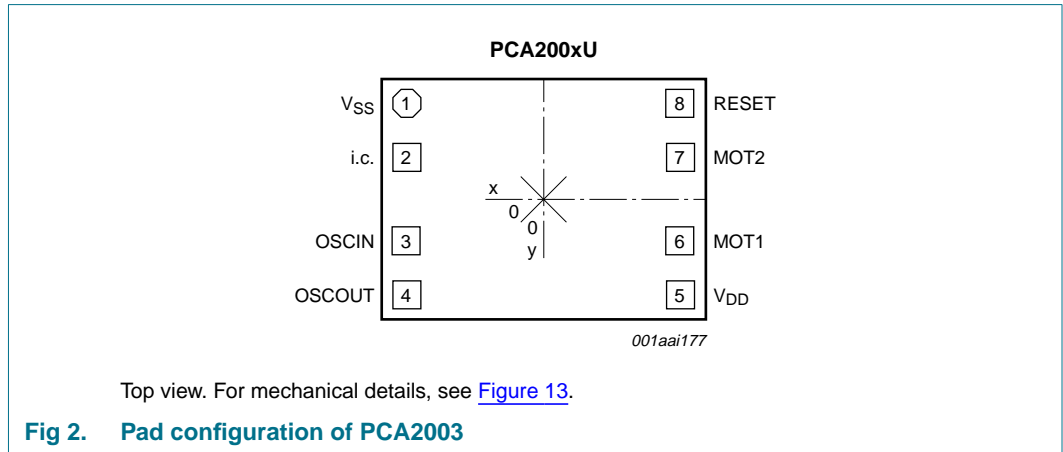 PCA200xU
VSS 1 8 RESET
i.c. 2 7 MOT2
x
0
0
y
OSCIN 3 6 MOT1
OSCOUT 4 5 VDD
001aai177
Top view. For mechanical details, see Figure 13.
Fig 2. Pad configuration of PCA2003